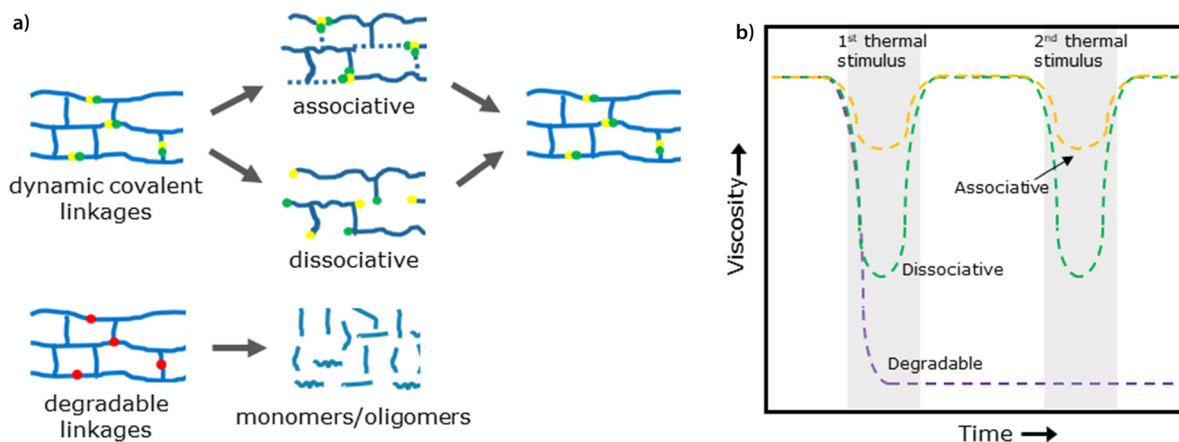 a)
associative
dynamic covalent
linkages
dissociative
degradable
linkages
monomers/oligomers
b)
1st thermal
stimulus
2nd thermal
stimulus
Associative
Dissociative
Degradable
Viscosity
Time